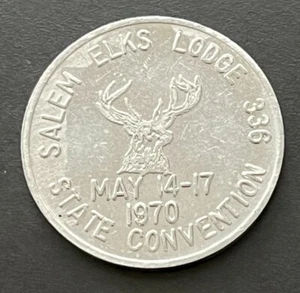 SALEM ELKS LODGE 336
MAY 14-17
1970
STATE CONVENTION